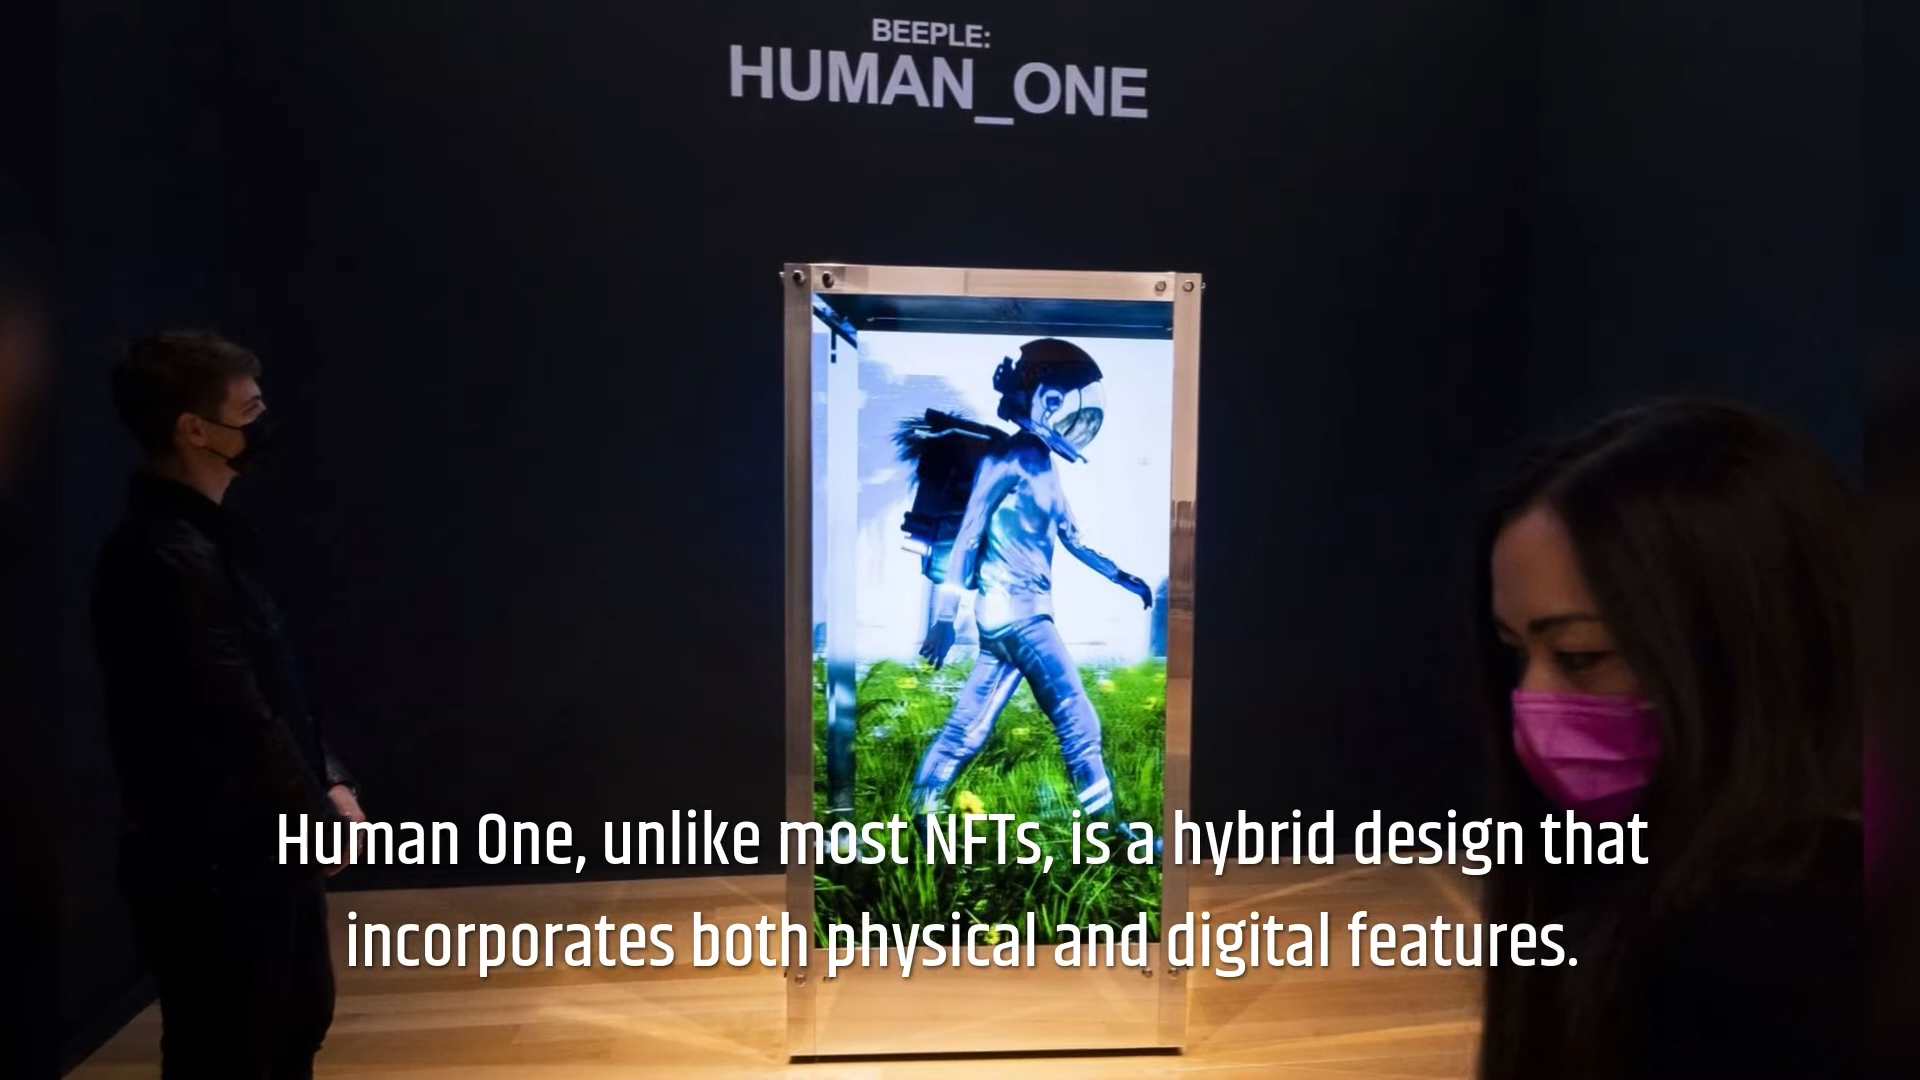 BEEPLE:
HUMAN_ONE
Human One, unlike most NFTs, is a hybrid design that
incorporates both physical and digital features.